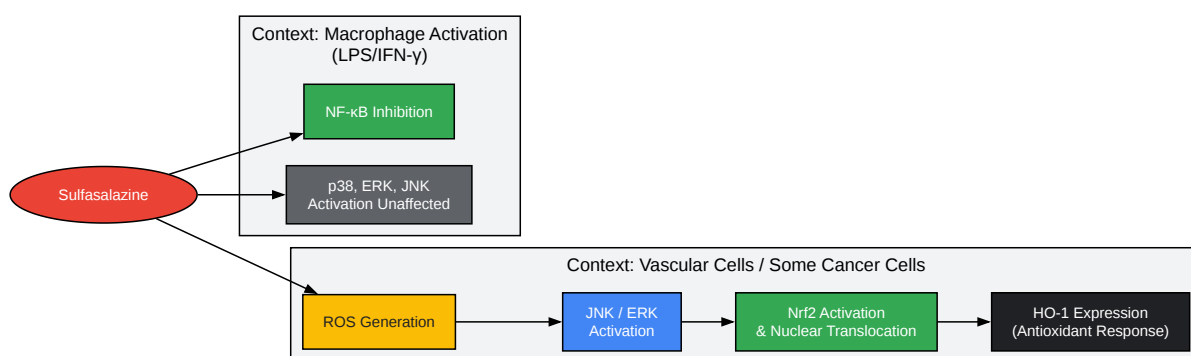 Context: Macrophage Activation
(LPS/IFN-γ)
NF-κB Inhibition
Sulfasalazine
p38, ERK, JNK
Activation Unaffected
Context: Vascular Cells / Some Cancer Cells
ROS Generation
JNK / ERK
Activation
Nrf2 Activation
& Nuclear Translocation
HO-1 Expression
(Antioxidant Response)